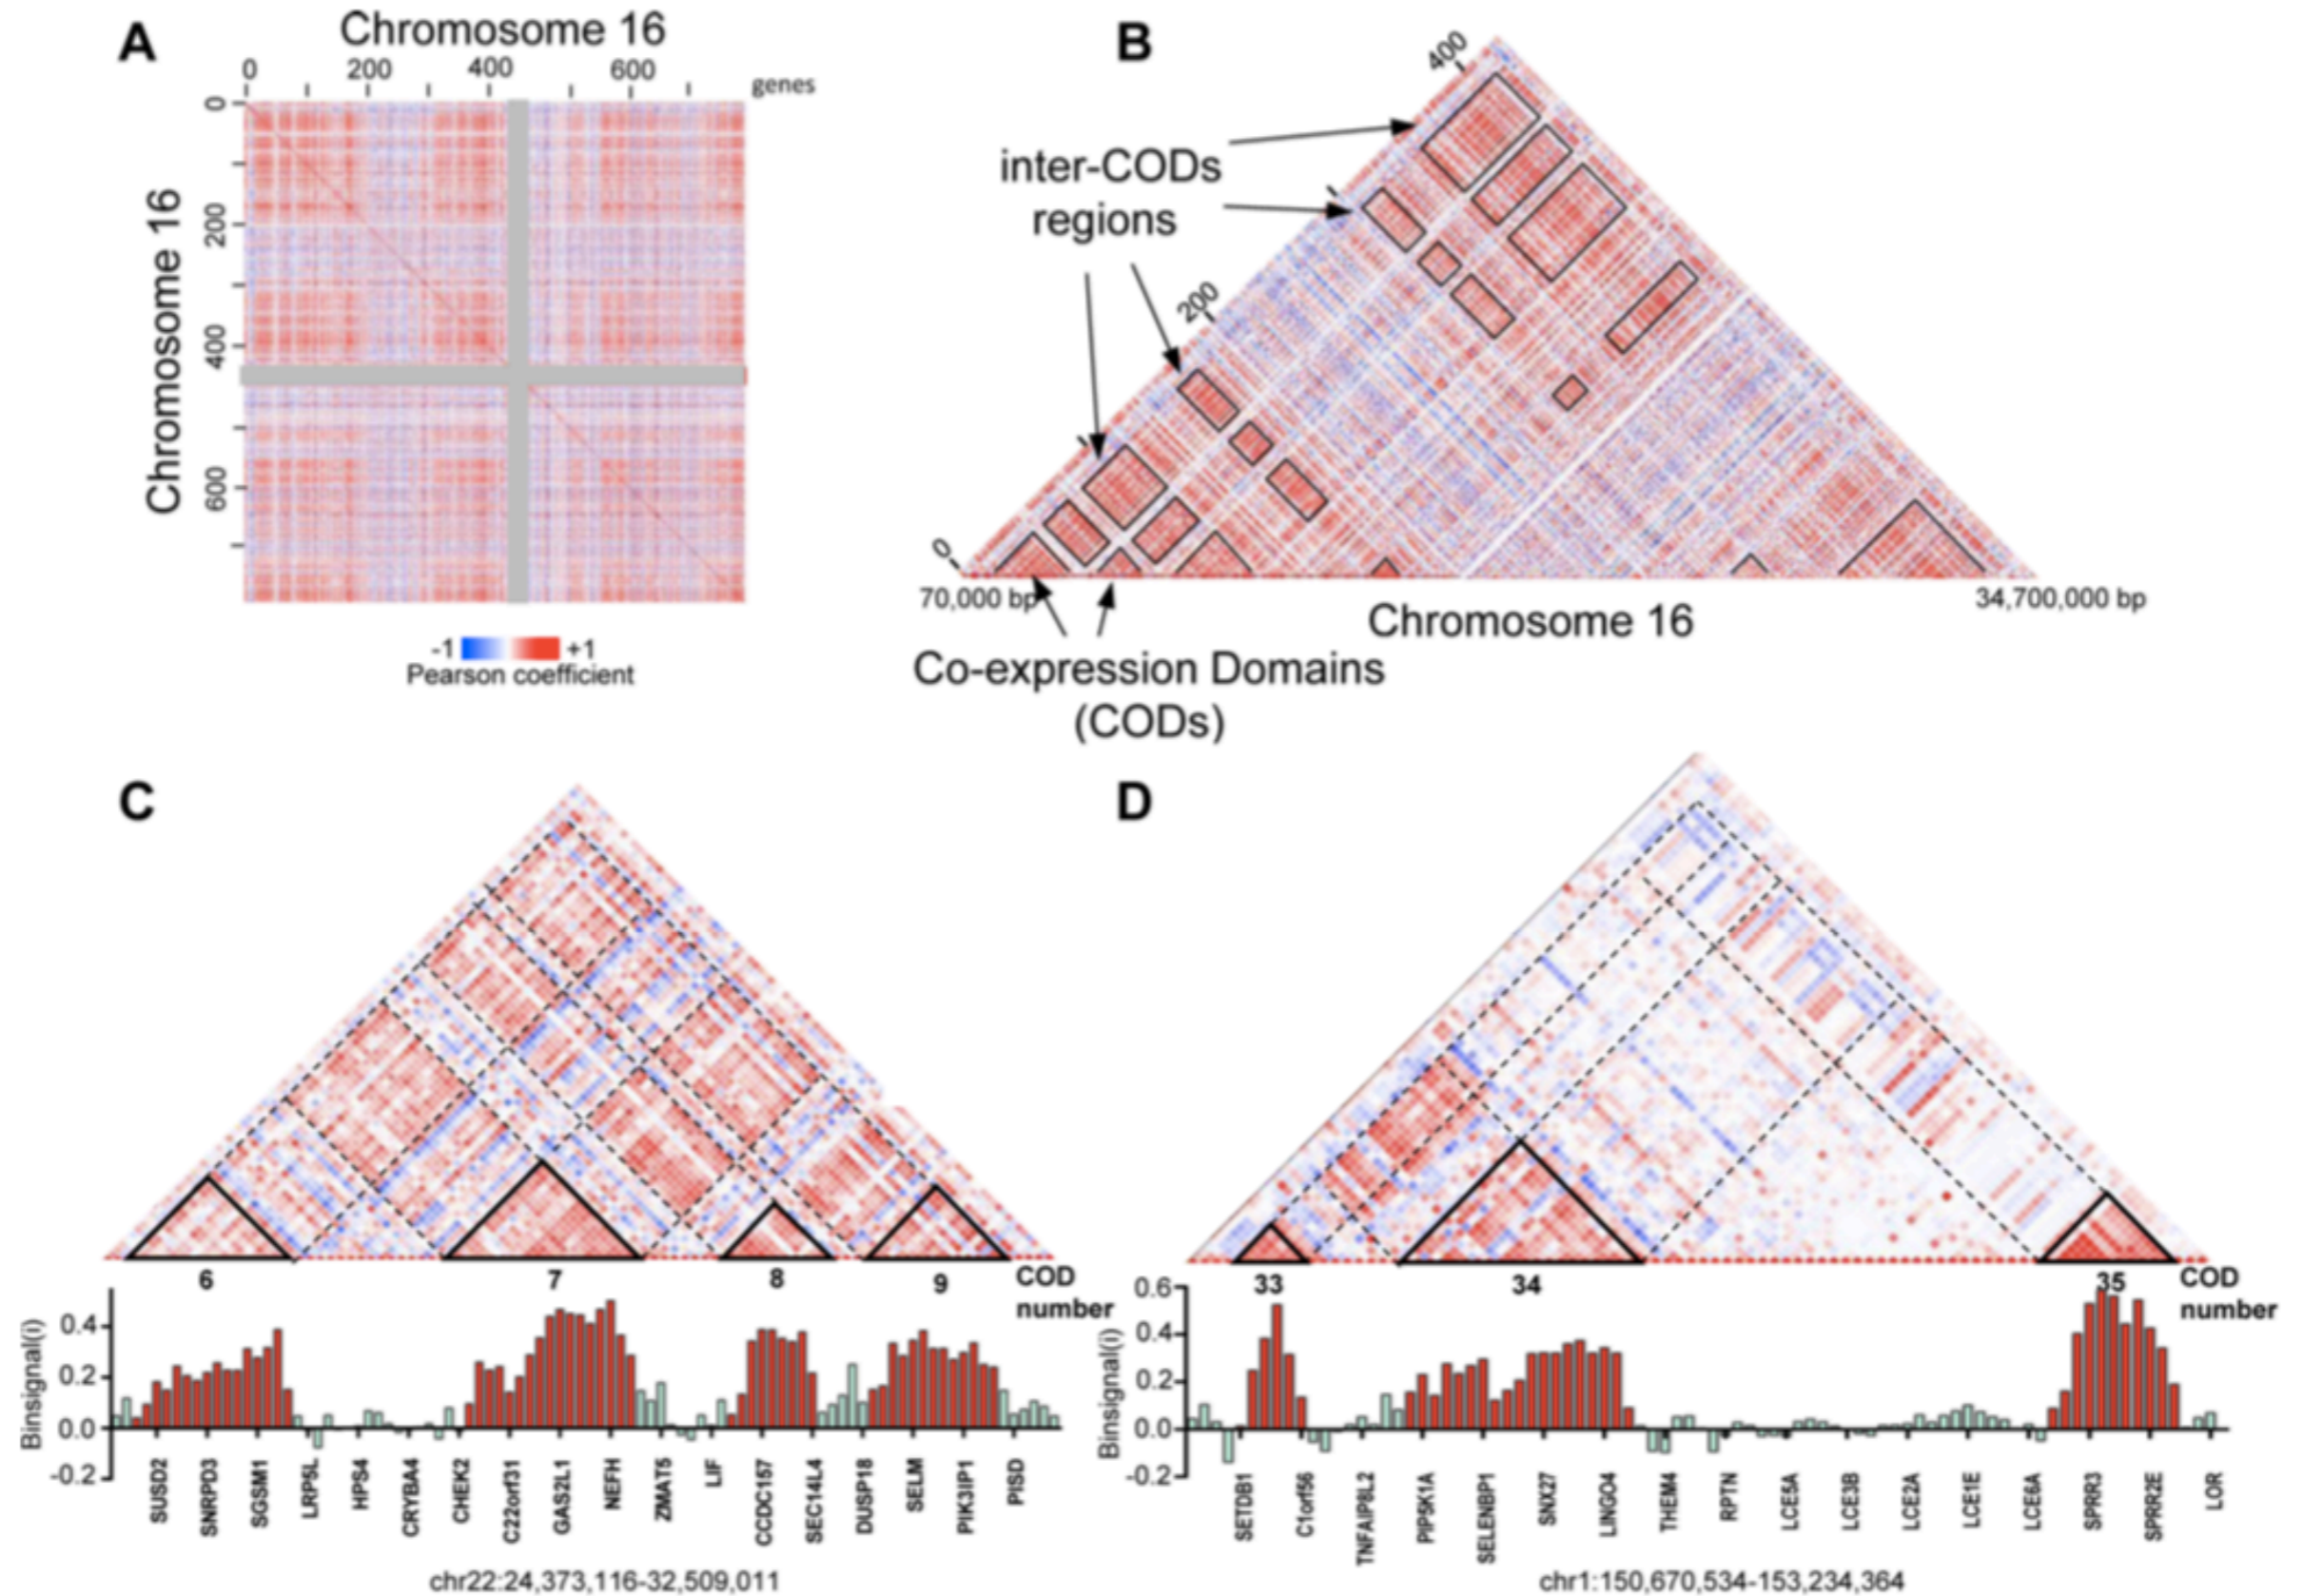 A
Chromosome 16
0 200 400 600 genes
Chromosome 16
0
200
400
600
-1 +1
Pearson coefficient
B
400
200
0
inter-CODs
regions
70,000 bp
34,700,000 bp
Chromosome 16
Co-expression Domains
(CODs)
C
6 7 8 9 COD
number
Binsignal(i)
0.4
0.2
0.0
-0.2
SUSD2 SNRPD3 SGSM1 LRP5L HPS4 CRYBA4 CHEK2 C22orf31 GAS2L1 NEFH ZMAT5 LIF CCDC157 SEC14L4 DUSP18 SELM PIK3IP1 PISD
chr22:24,373,116-32,509,011
D
33 34 35 COD
number
Binsignal(i)
0.6
0.4
0.2
0.0
-0.2
SETDB1 C1orf56 TNFAIP8L2 PIP5K1A SELENBP1 SNX27 LINGO4 THEM4 RPTN LCE5A LCE3B LCE2A LCE1E LCE6A SPRR3 SPRR2E LOR
chr1:150,670,534-153,234,364